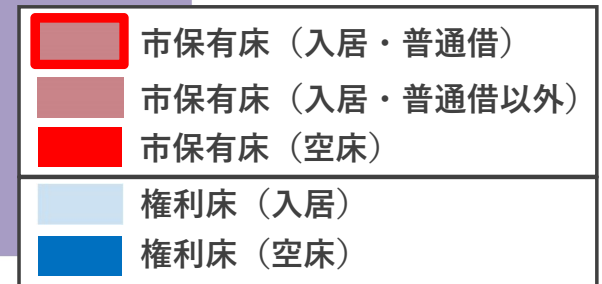 市保有床（入居・普通借）
市保有床（入居・普通借以外）
市保有床（空床）
権利床（入居）
権利床（空床）